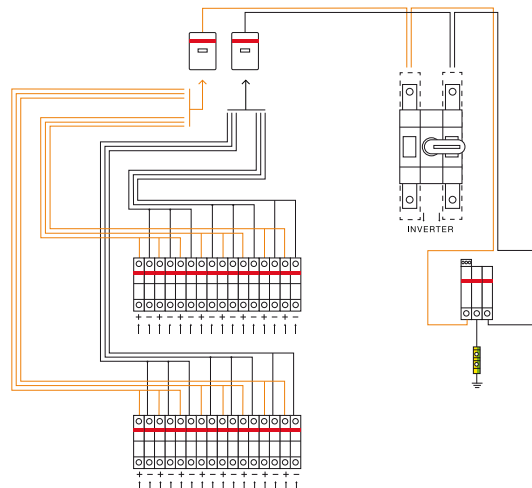 INVERTER
+ − + − + − + − + − + − + − + −
+ − + − + − + − + − + − + − + −